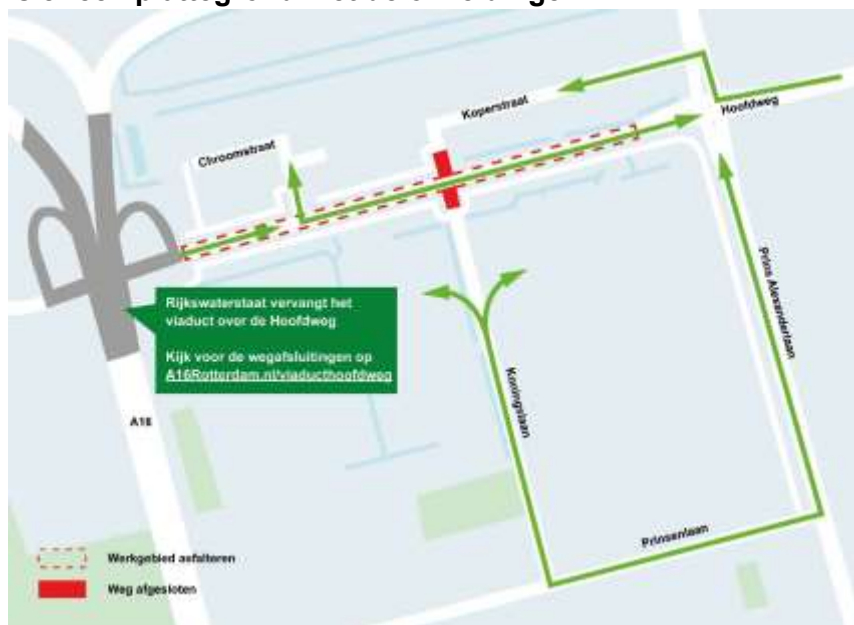 Koperstraat
Hoofdweg
Chroomstraat
Rijkswaterstaat vervangt het
viaduct over de Hoofdweg
Kijk voor de wegafsluitingen op
A16Rotterdam.nl/viaducthoofdweg
Prins Alexanderlaan
Koningslaan
A16
Prinsenlaan
Werkgebied asfalteren
Weg afgesloten